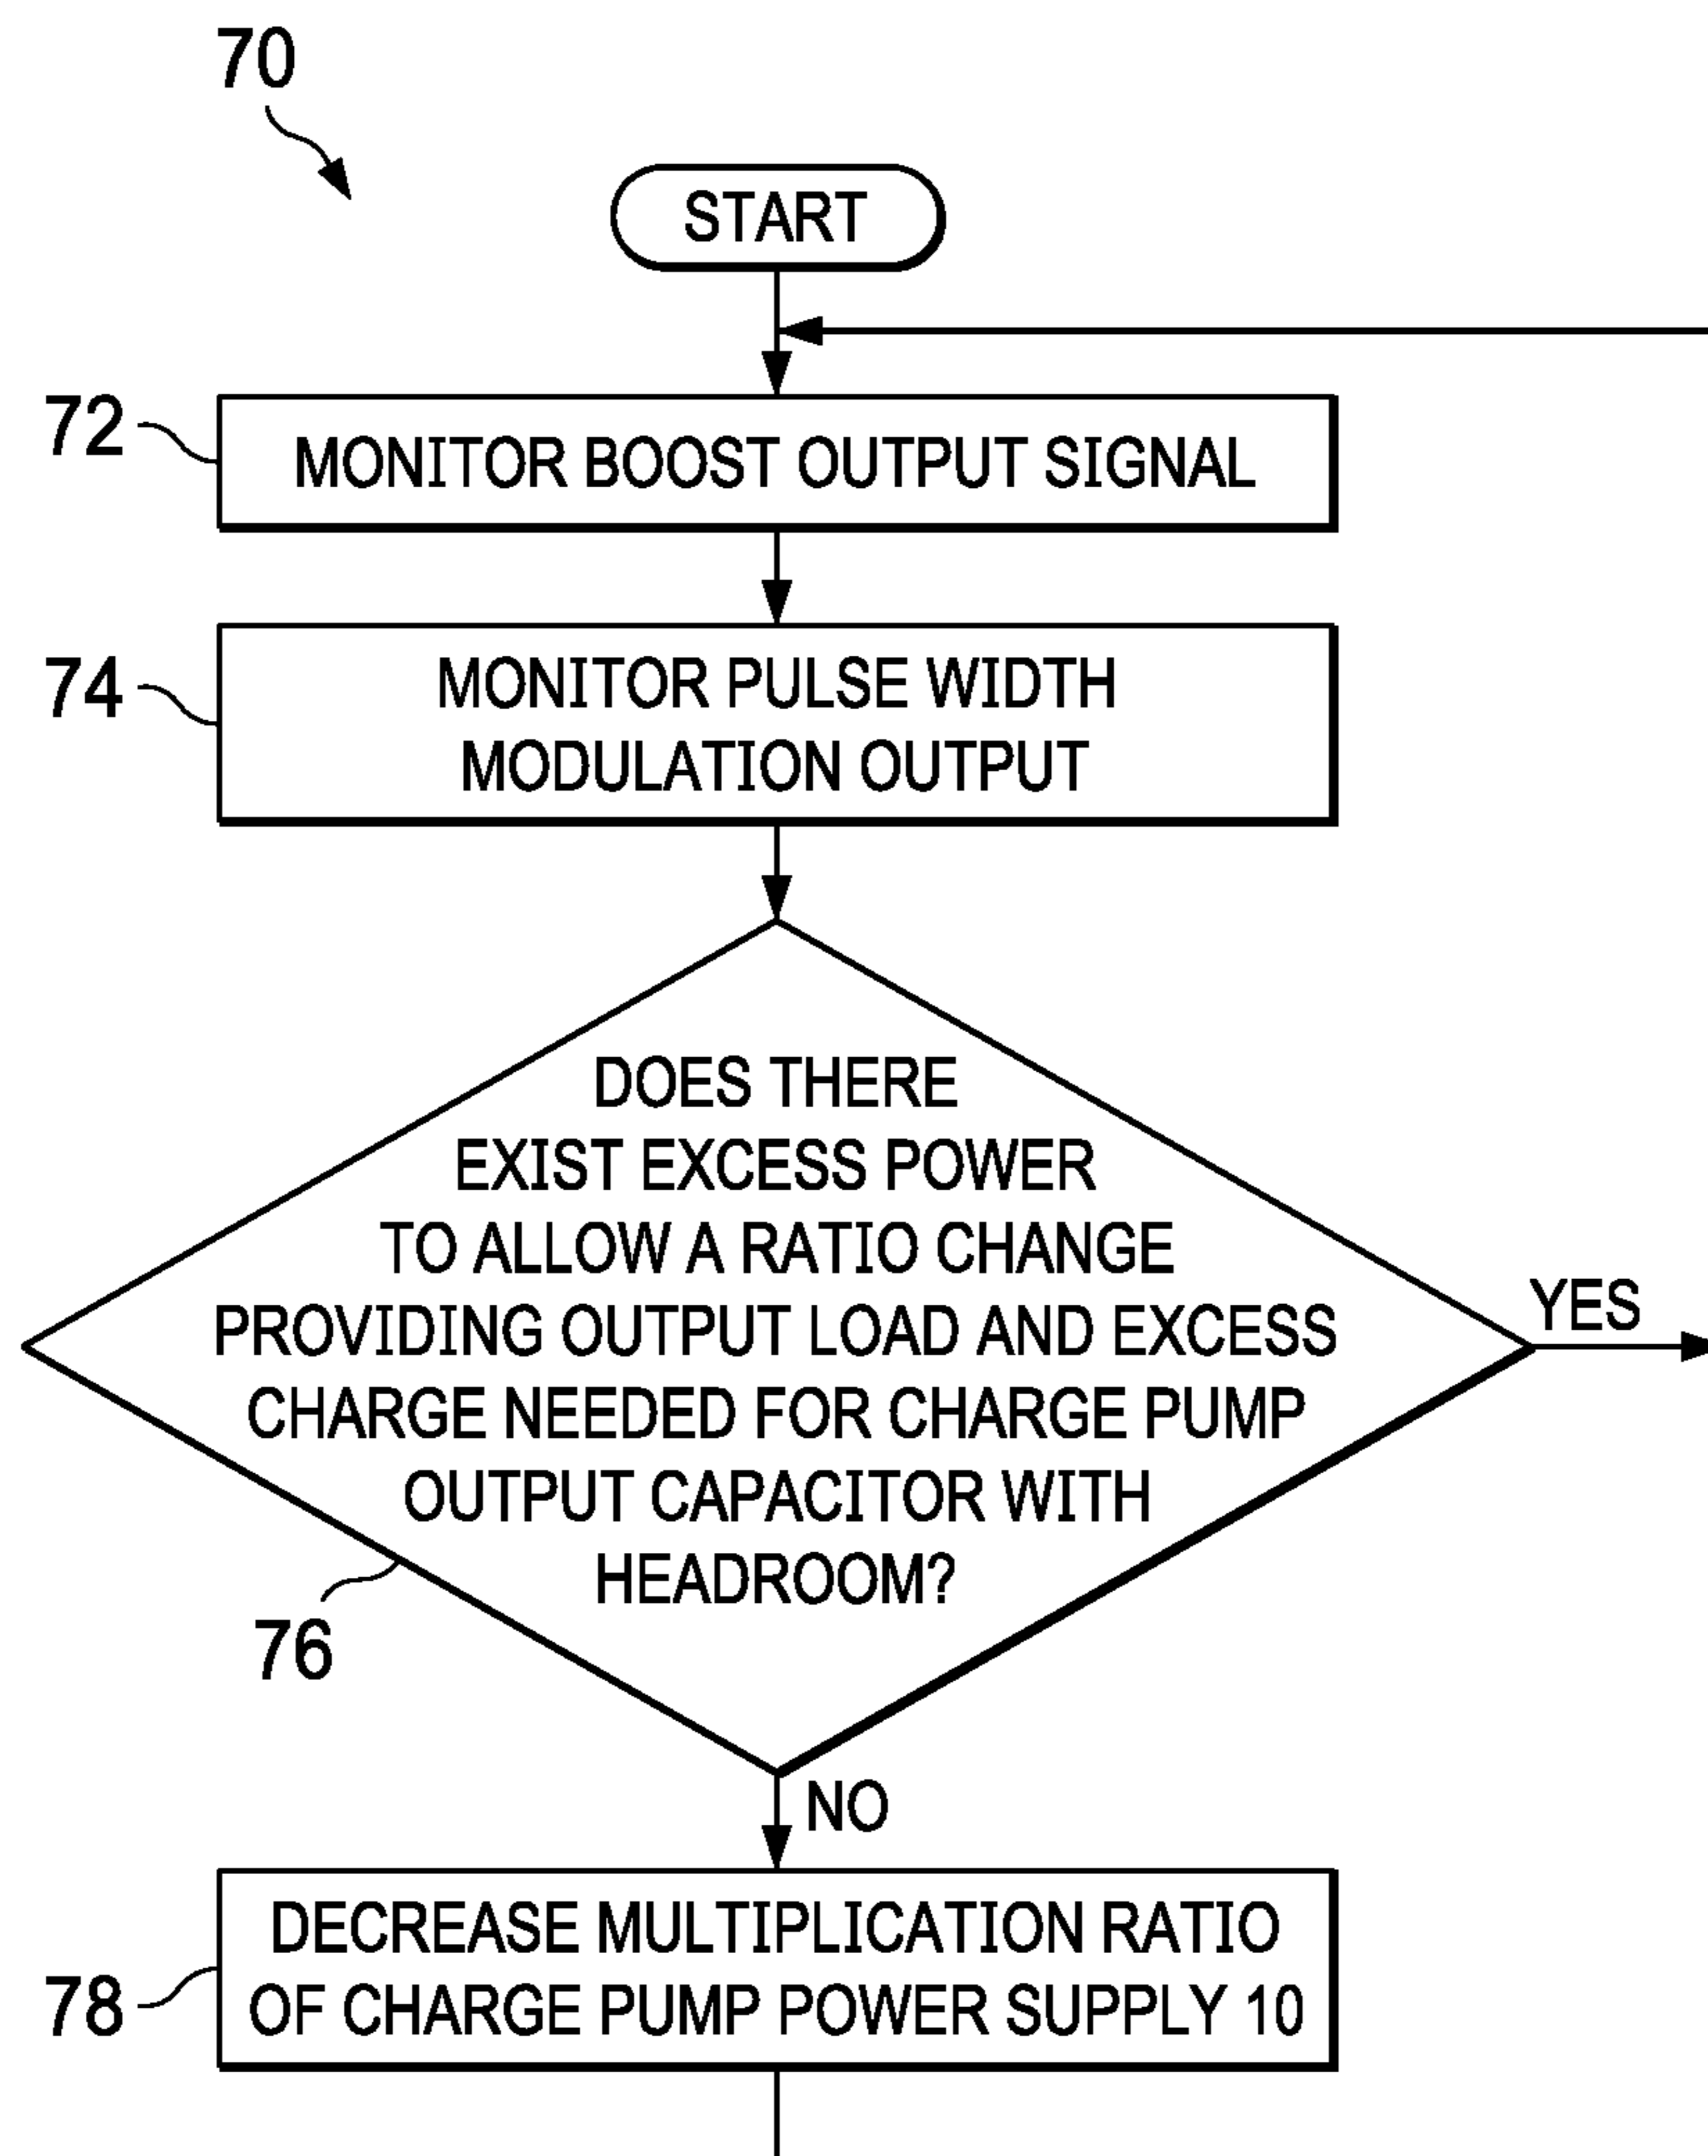 70
START
72
MONITOR BOOST OUTPUT SIGNAL
74
MONITOR PULSE WIDTH
MODULATION OUTPUT
DOES THERE
EXIST EXCESS POWER
TO ALLOW A RATIO CHANGE
PROVIDING OUTPUT LOAD AND EXCESS
CHARGE NEEDED FOR CHARGE PUMP
OUTPUT CAPACITOR WITH
HEADROOM?
YES
76
NO
78
DECREASE MULTIPLICATION RATIO
OF CHARGE PUMP POWER SUPPLY 10